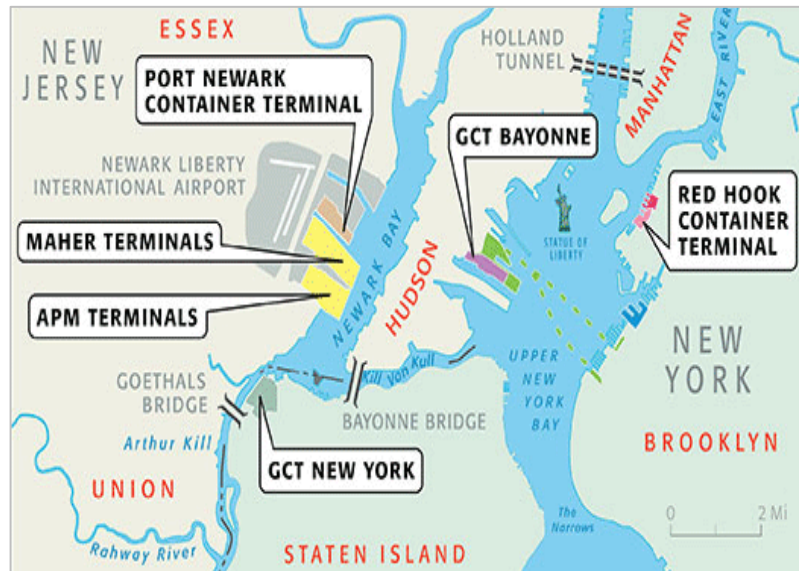 ESSEX
NEW
JERSEY
PORT NEWARK
CONTAINER TERMINAL
HOLLAND
TUNNEL
MANHATTAN
EAST RIVER
GCT BAYONNE
NEWARK LIBERTY
INTERNATIONAL AIRPORT
RED HOOK
CONTAINER
TERMINAL
MAHER TERMINALS
STATUE OF
LIBERTY
NEWARK BAY
HUDSON
APM TERMINALS
NEW
YORK
UPPER
NEW YORK
BAY
Kill Van Kull
GOETHALS
BRIDGE
BAYONNE BRIDGE
Arthur Kill
BROOKLYN
GCT NEW YORK
UNION
The
Narrows
0 2 Mi
Rahway River
STATEN ISLAND